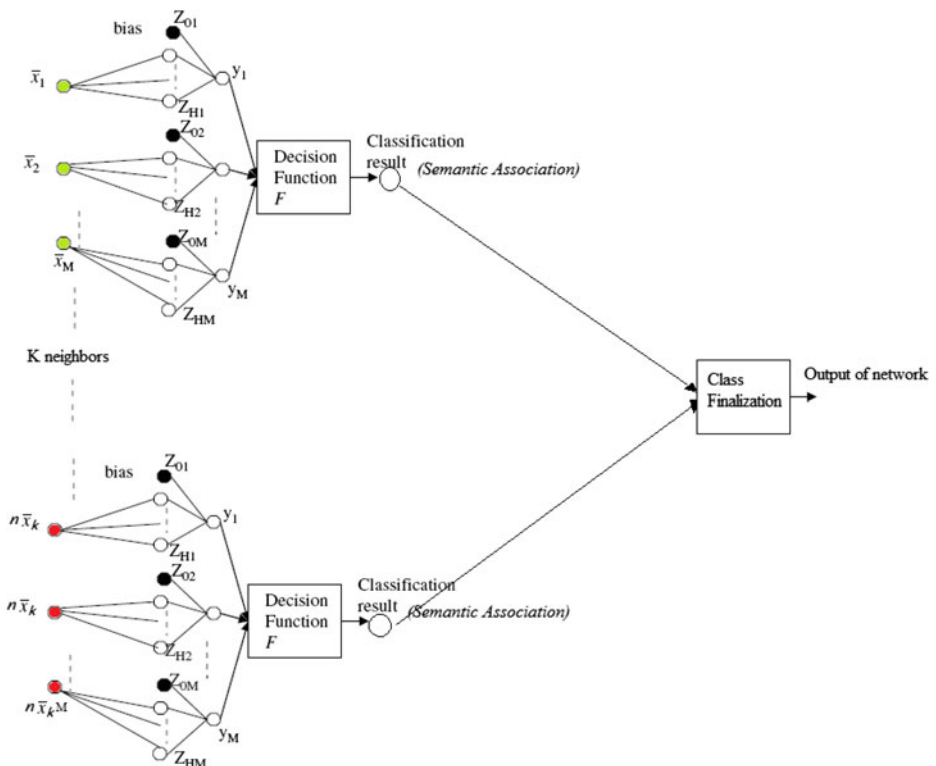 Z01
bias
x̄1
y1
ZH1
Z02
x̄2
ZH2
Decision
Function
F
Classification
result
(Semantic Association)
Z0M
x̄M
yM
ZHM
K neighbors
Class
Finalization
Output of network
Z01
bias
n x̄k
y1
ZH1
Z02
n x̄k
ZH2
Decision
Function
F
Classification
result
(Semantic Association)
Z0M
n x̄k M
yM
ZHM